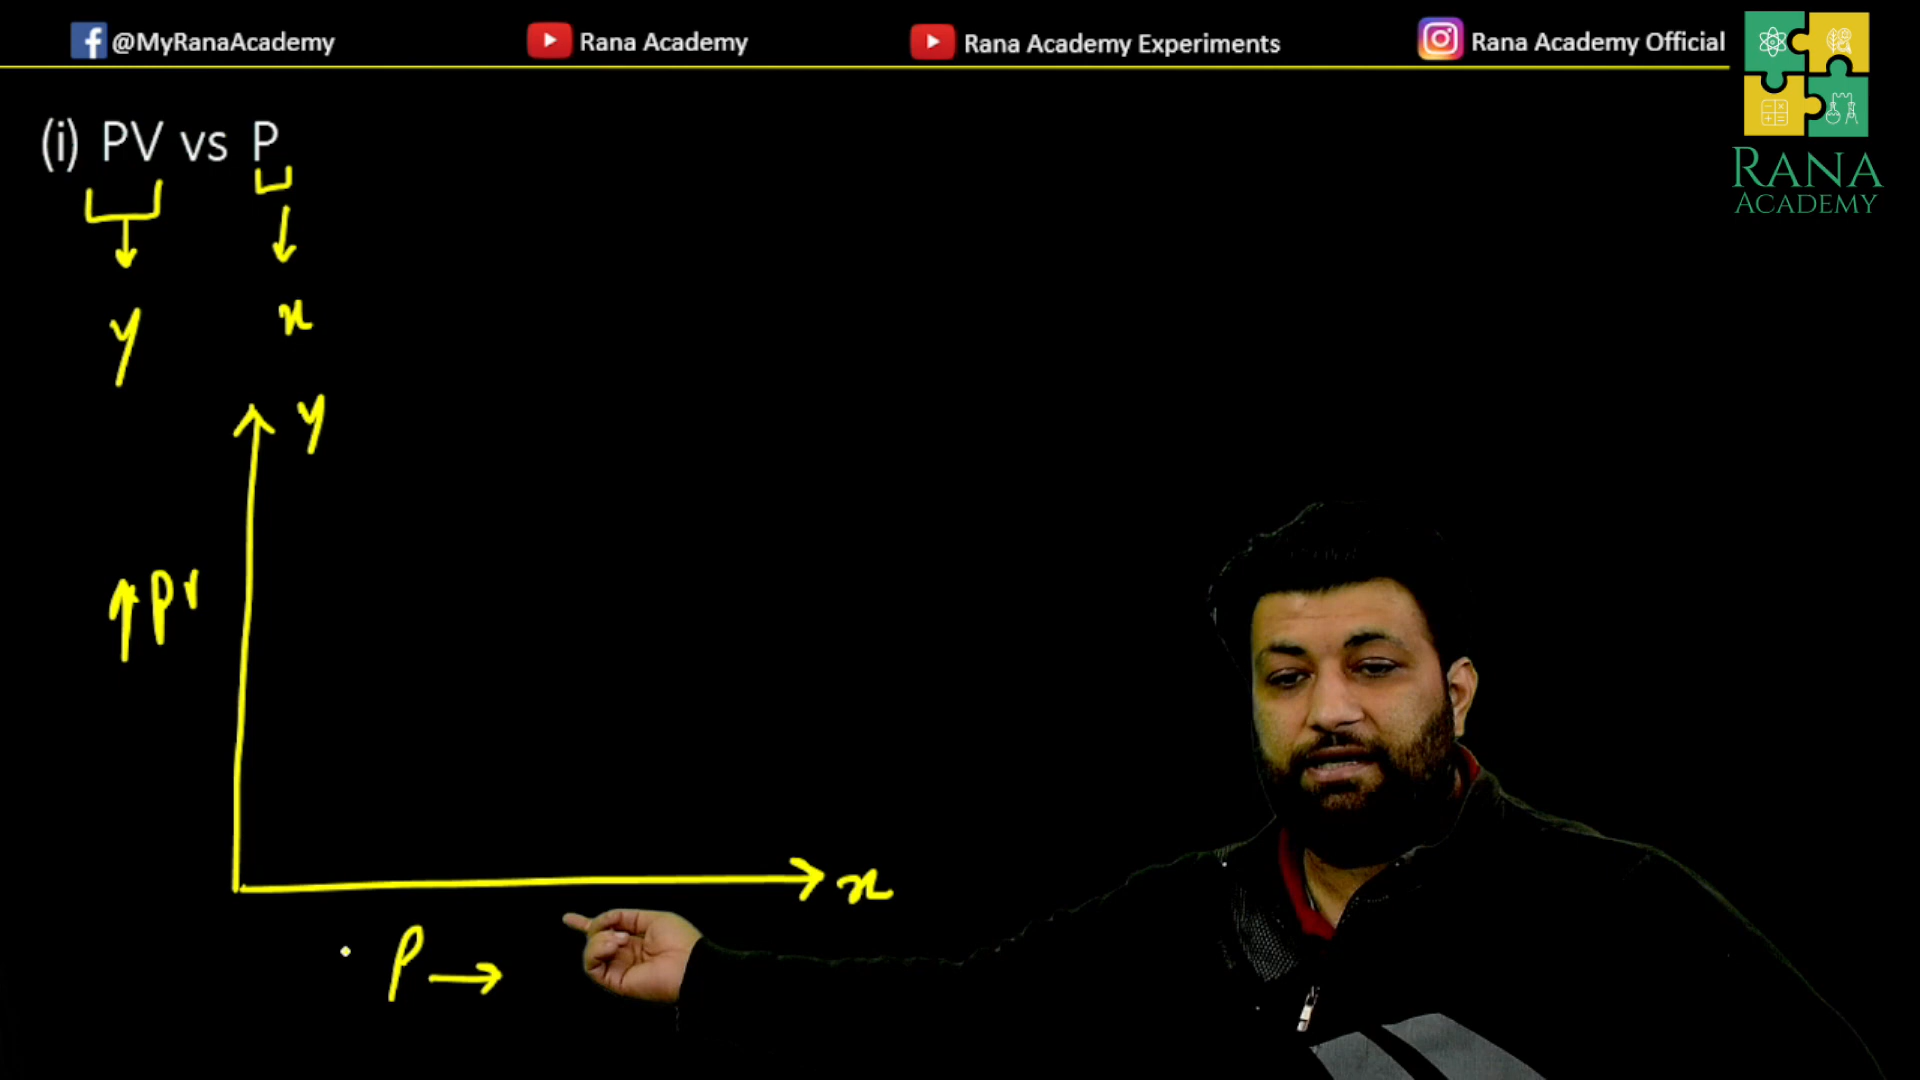 @MyRanaAcademy
Rana Academy
Rana Academy Experiments
Rana Academy Official
RANA
ACADEMY
(i) PV vs P
y
x
y
PV
x
P